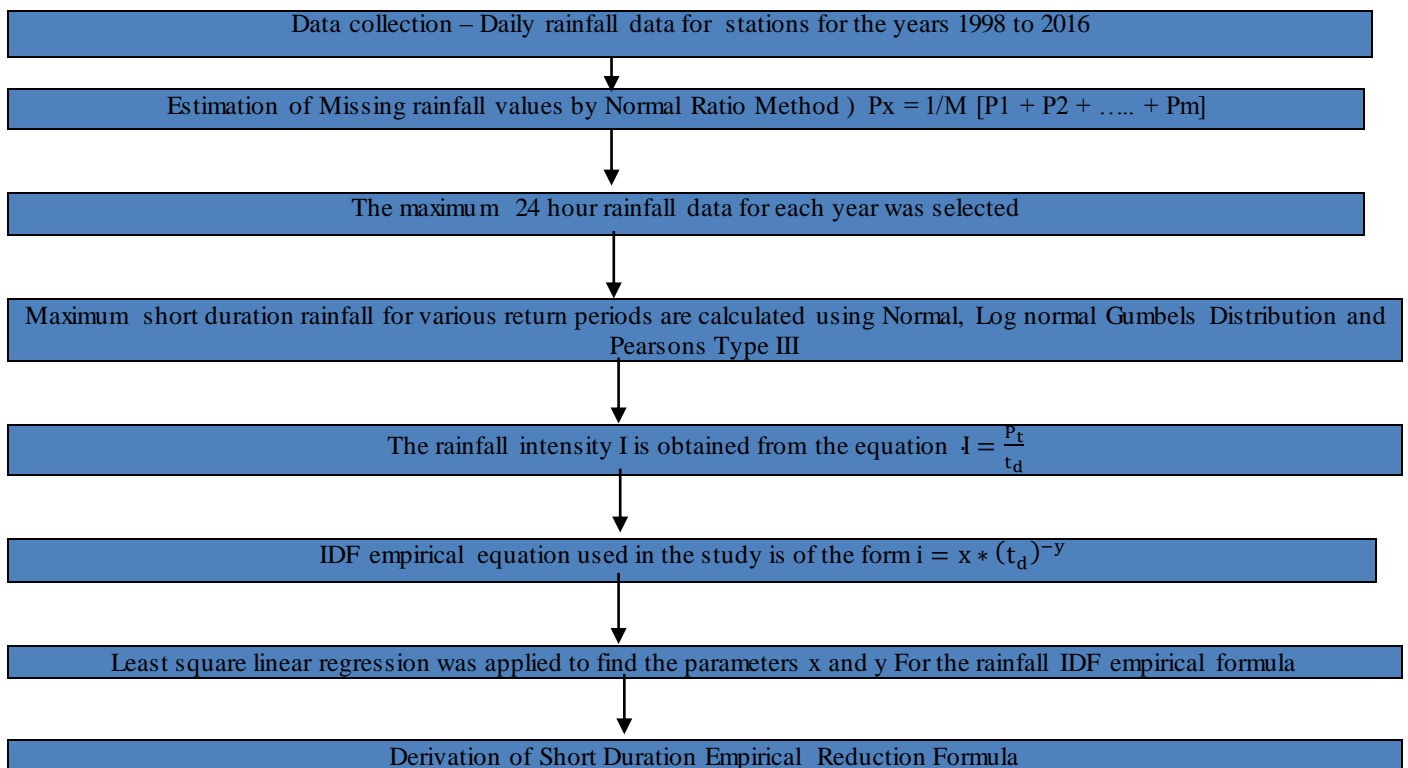 Data collection – Daily rainfall data for stations for the years 1998 to 2016
Estimation of Missing rainfall values by Normal Ratio Method ) Px = 1/M [P1 + P2 + ….. + Pm]
The maximum 24 hour rainfall data for each year was selected
Maximum short duration rainfall for various return periods are calculated using Normal, Log normal Gumbels Distribution and
Pearsons Type III
The rainfall intensity I is obtained from the equation ·I = P_t/t_d
IDF empirical equation used in the study is of the form i = x ∗ (t_d)^−y
Least square linear regression was applied to find the parameters x and y For the rainfall IDF empirical formula
Derivation of Short Duration Empirical Reduction Formula